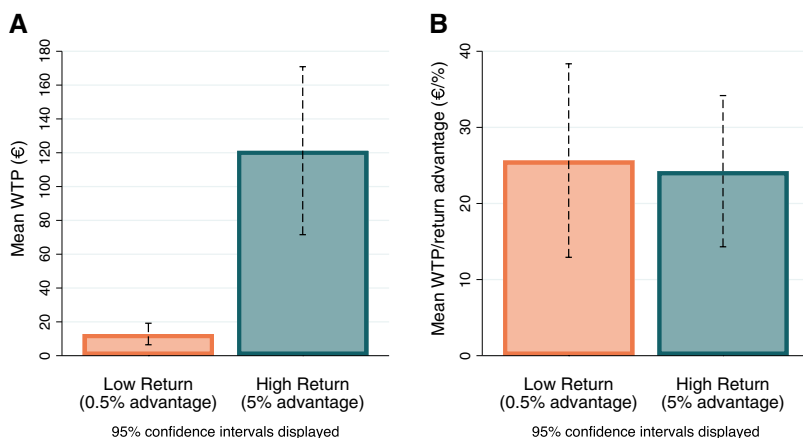 A
Mean WTP (€)
180
160
140
120
100
80
60
40
20
0
Low Return
(0.5% advantage)
High Return
(5% advantage)
95% confidence intervals displayed
B
Mean WTP/return advantage (€/%)
40
30
20
10
0
Low Return
(0.5% advantage)
High Return
(5% advantage)
95% confidence intervals displayed